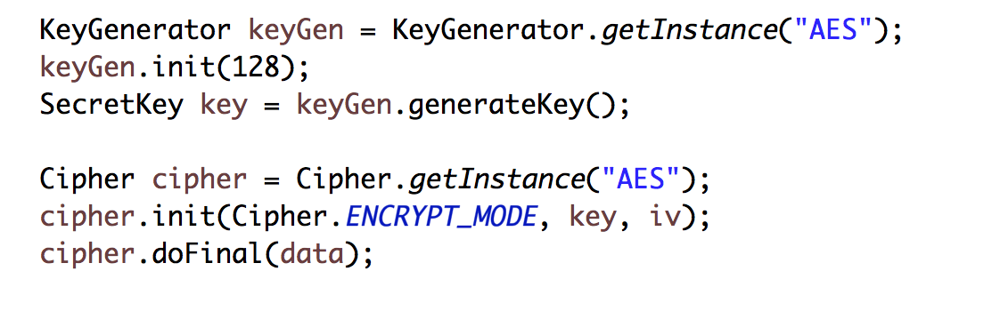 KeyGenerator keyGen = KeyGenerator.getInstance("AES");
keyGen.init(128);
SecretKey key = keyGen.generateKey();
Cipher cipher = Cipher.getInstance("AES");
cipher.init(Cipher.ENCRYPT_MODE, key, iv);
cipher.doFinal(data);